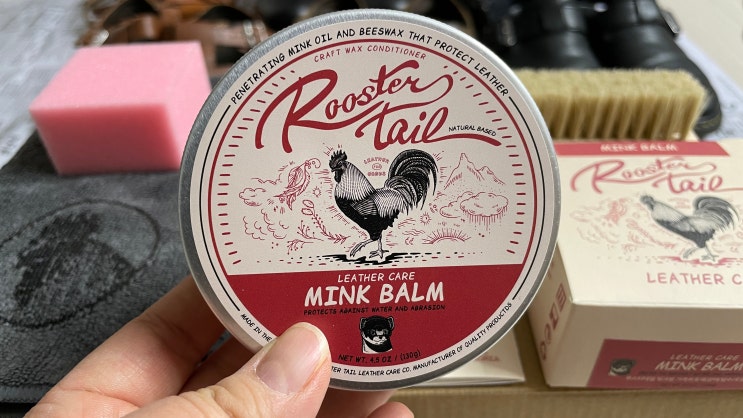 PENETRATING MINK OIL AND BEESWAX THAT PROTECT LEATHER
CRAFT WAX CONDITIONER
Rooster
tail
NATURAL BASED
LEATHER
GOODS
LEATHER CARE
MINK BALM
PROTECTS AGAINST WATER AND ABRASION
NET WT. 4.5 OZ / (130G)
MADE IN THE
TER TAIL LEATHER CARE CO. MANUFACTURER OF QUALITY PRODUCTIDS
MINK BALM
Rooster
tail
LEATHER C
LEATHER CARE
MINK BALM